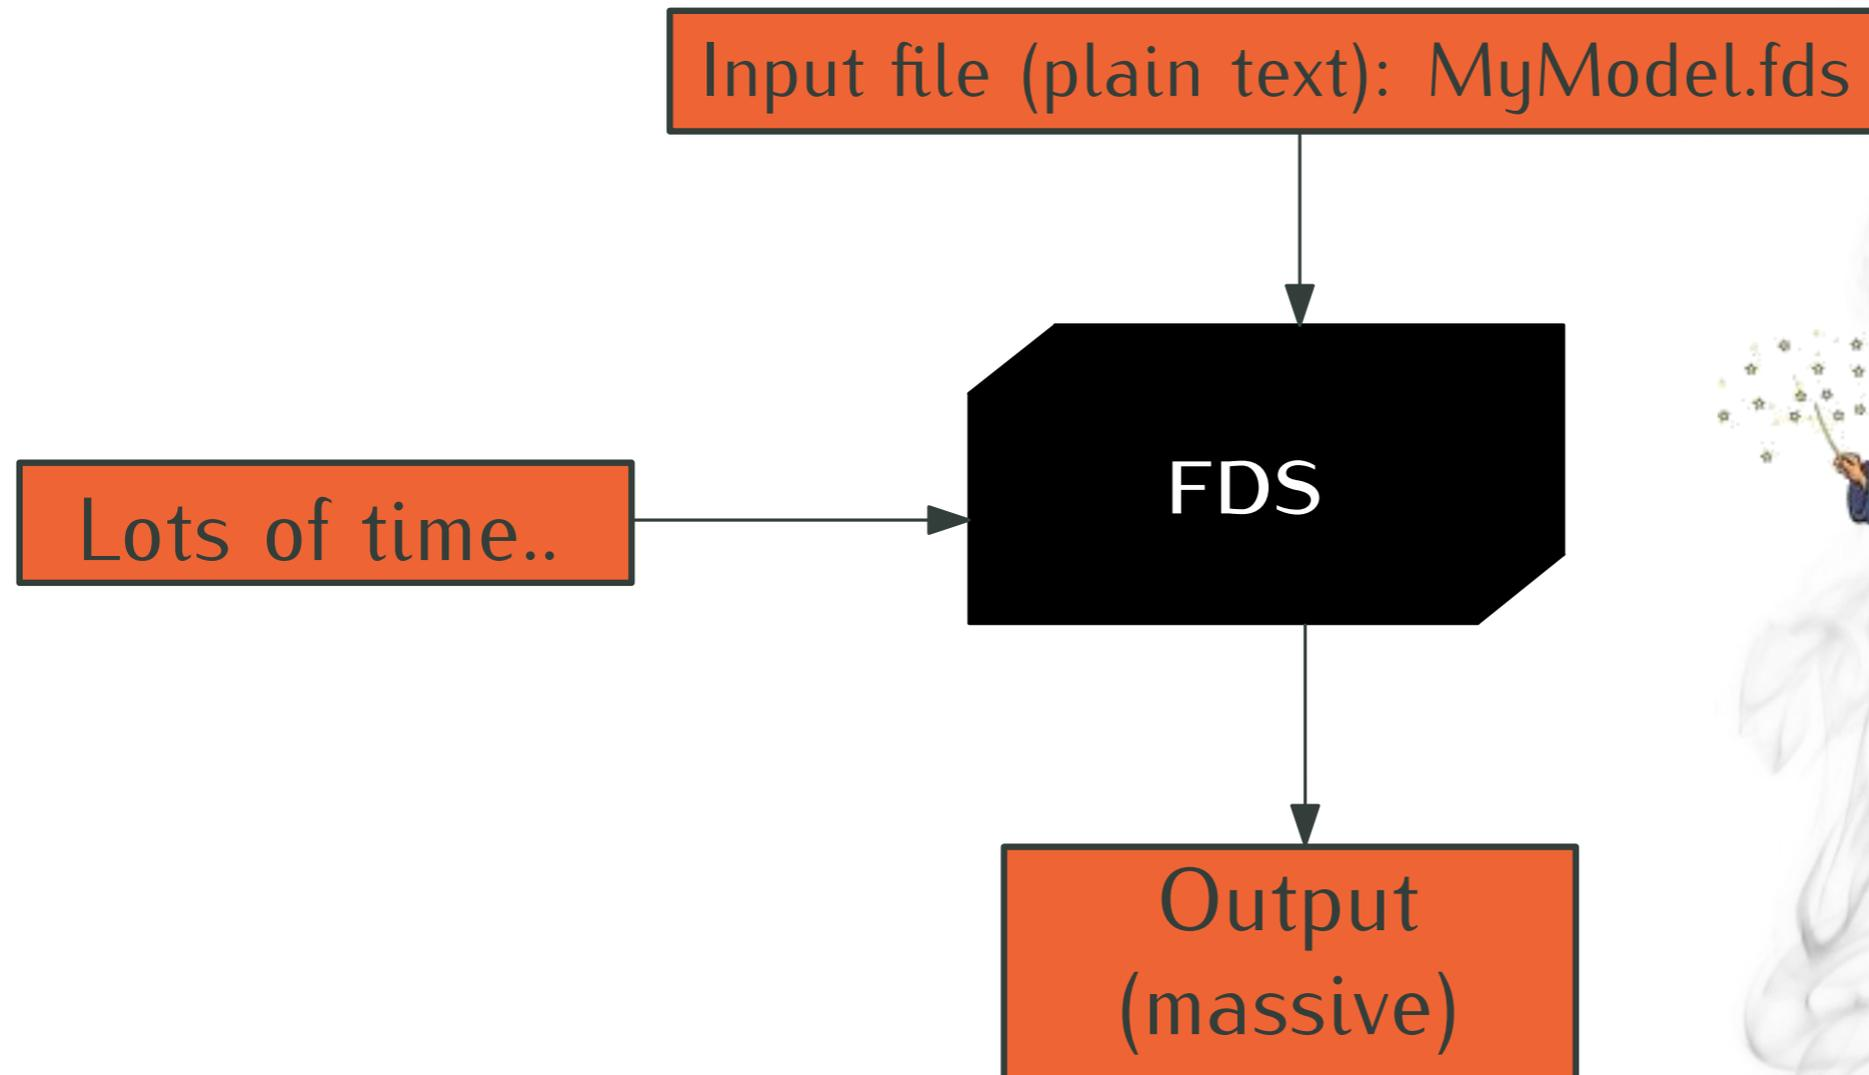 Input file (plain text): MyModel.fds
FDS
Lots of time..
Output
(massive)